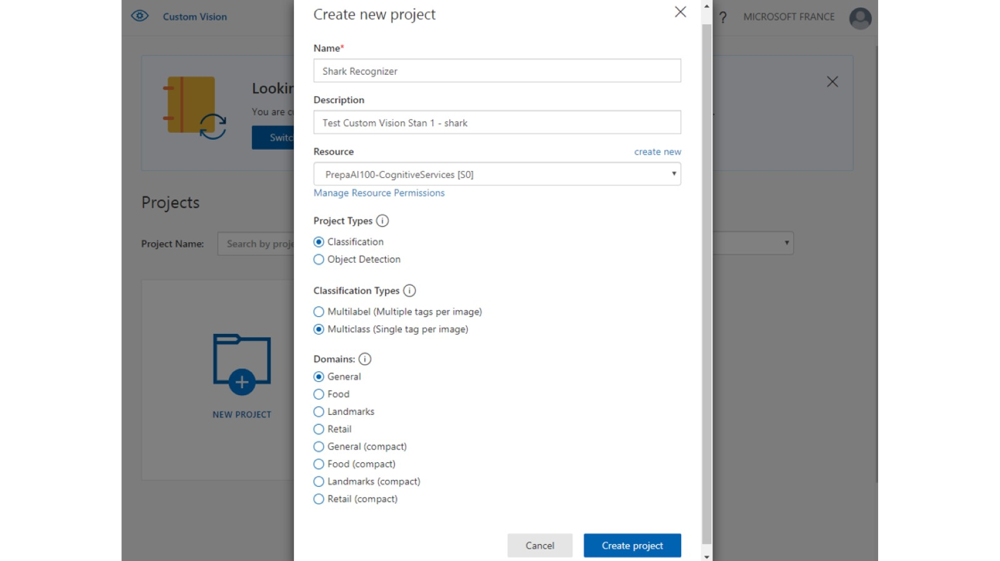 Custom Vision
Create new project
? MICROSOFT FRANCE
Name*
Shark Recognizer
Description
Test Custom Vision Stan 1 - shark
Resource create new
PrepaAI100-CognitiveServices [S0]
Manage Resource Permissions
Project Types
Classification
Object Detection
Classification Types
Multilabel (Multiple tags per image)
Multiclass (Single tag per image)
Domains:
General
Food
Landmarks
Retail
General (compact)
Food (compact)
Landmarks (compact)
Retail (compact)
Cancel Create project
You are
Projects
Project Name: Search by
NEW PROJECT